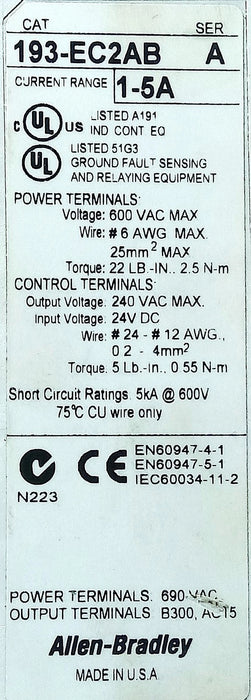 CAT SER
193-EC2AB A
CURRENT RANGE 1-5A
LISTED A191
C UL US IND CONT EQ
LISTED 51G3
UL GROUND FAULT SENSING
AND RELAYING EQUIPMENT
POWER TERMINALS:
Voltage: 600 VAC MAX
Wire: #6 AWG MAX.
25mm² MAX
Torque: 22 LB.-IN.. 2.5 N-m
CONTROL TERMINALS:
Output Voltage: 240 VAC MAX.
Input Voltage: 24V DC
Wire: #24 - #12 AWG.,
0 2 - 4mm²
Torque: 5 Lb.-in., 0 55 N-m
Short Circuit Ratings. 5kA @ 600V
75℃ CU wire only
EN60947-4-1
CE EN60947-5-1
IEC60034-11-2
N223
POWER TERMINALS. 690 VAC
OUTPUT TERMINALS B300, AC15
Allen-Bradley
MADE IN U.S.A